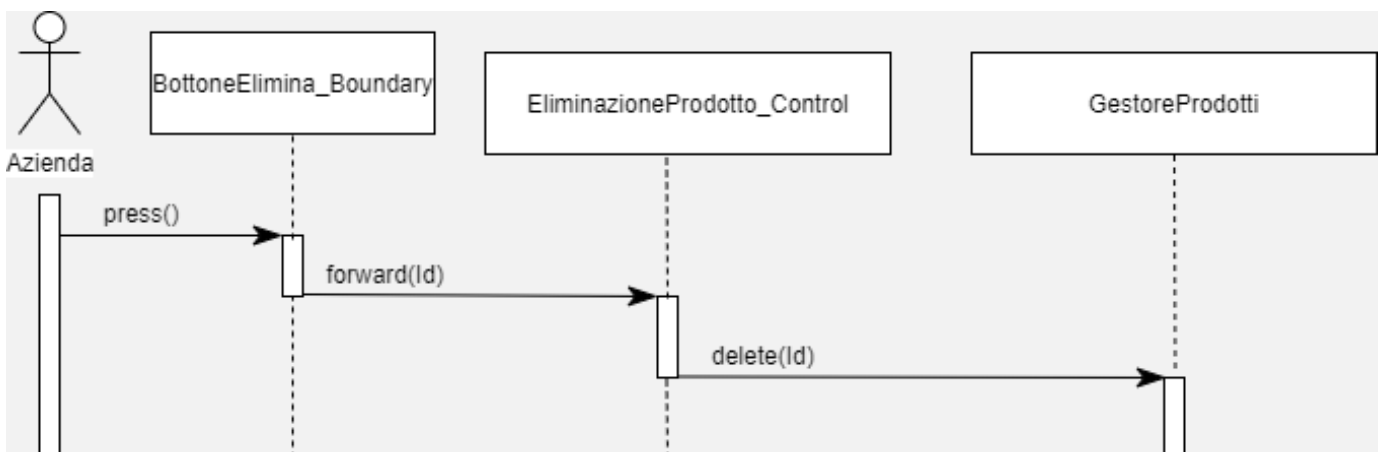 BottoneElimina_Boundary
EliminazioneProdotto_Control
GestoreProdotti
Azienda
press()
forward(Id)
delete(Id)